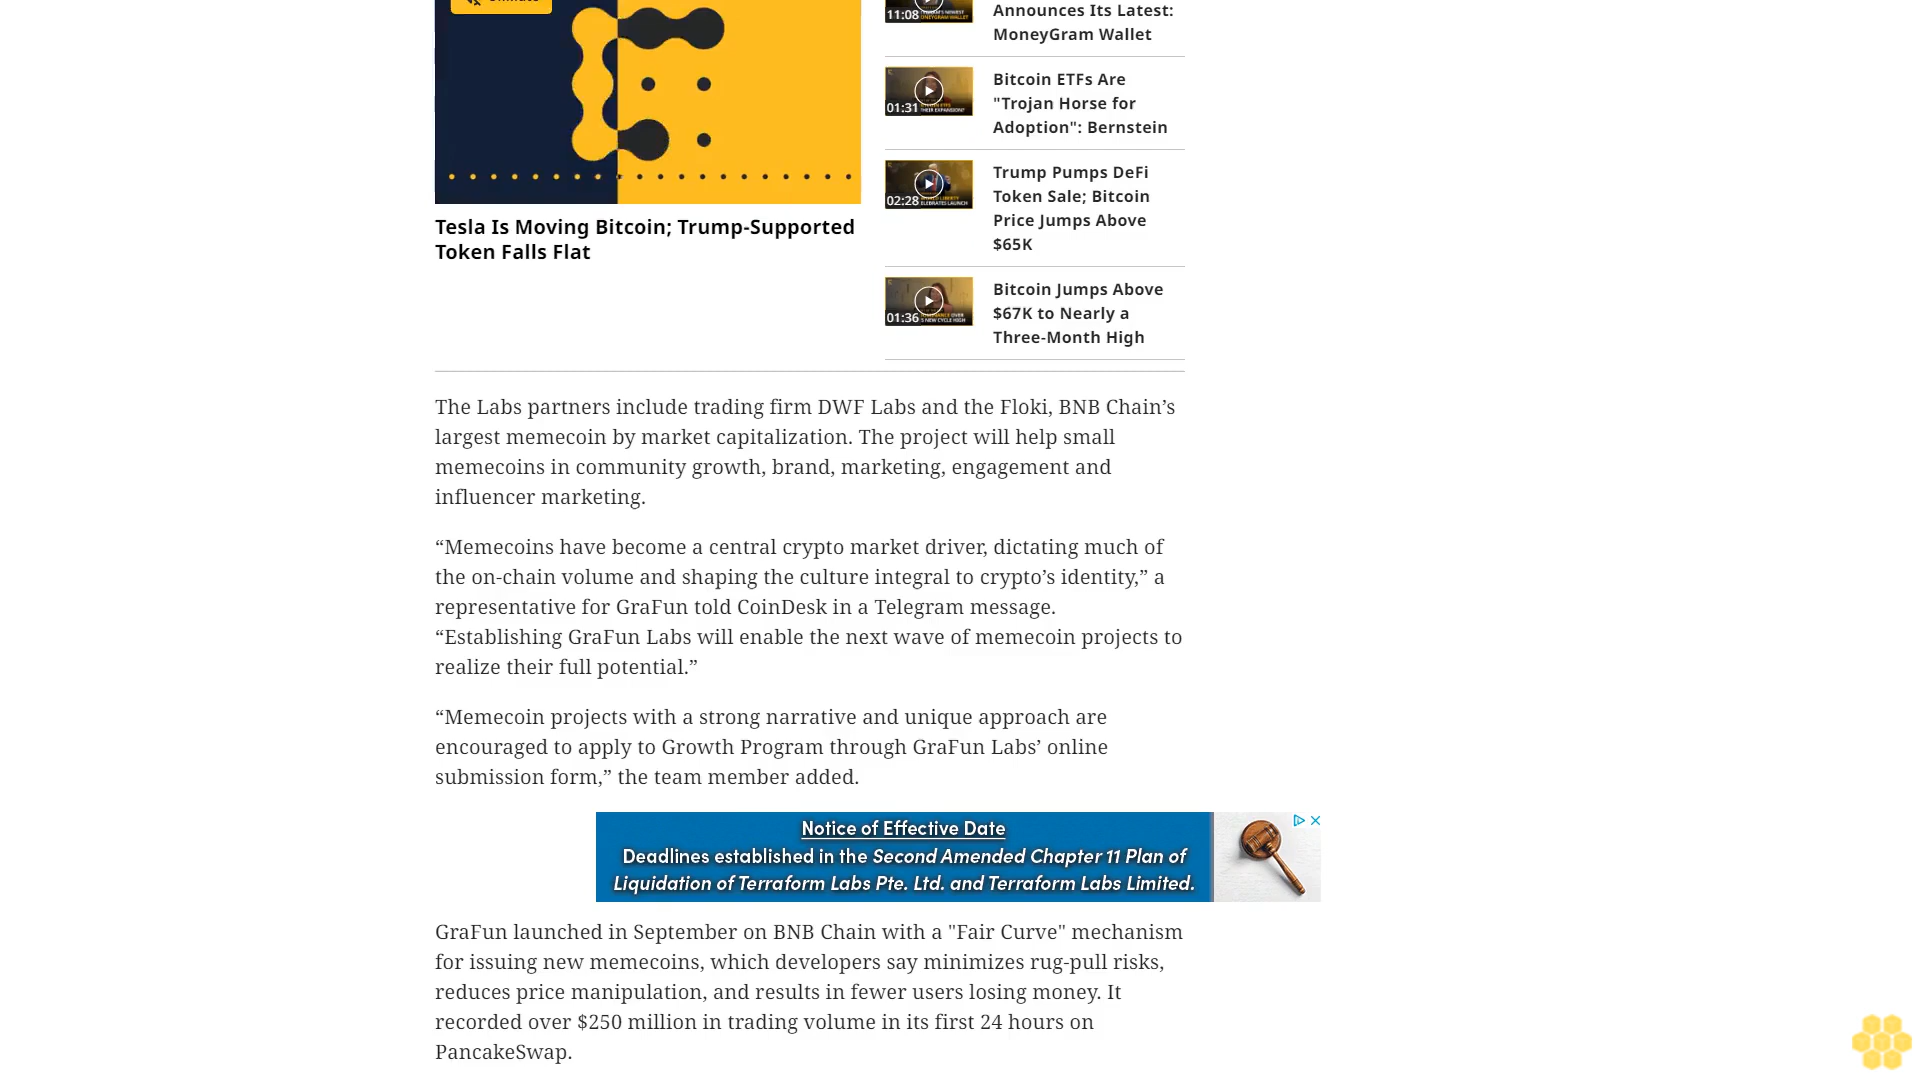 Tesla Is Moving Bitcoin; Trump-Supported
Token Falls Flat
11:08
Announces Its Latest:
MoneyGram Wallet
01:31
Bitcoin ETFs Are
"Trojan Horse for
Adoption": Bernstein
02:28
Trump Pumps DeFi
Token Sale; Bitcoin
Price Jumps Above
$65K
01:36
Bitcoin Jumps Above
$67K to Nearly a
Three-Month High
The Labs partners include trading firm DWF Labs and the Floki, BNB Chain’s
largest memecoin by market capitalization. The project will help small
memecoins in community growth, brand, marketing, engagement and
influencer marketing.
“Memecoins have become a central crypto market driver, dictating much of
the on-chain volume and shaping the culture integral to crypto’s identity,” a
representative for GraFun told CoinDesk in a Telegram message.
“Establishing GraFun Labs will enable the next wave of memecoin projects to
realize their full potential.”
“Memecoin projects with a strong narrative and unique approach are
encouraged to apply to Growth Program through GraFun Labs’ online
submission form,” the team member added.
Notice of Effective Date
Deadlines established in the Second Amended Chapter 11 Plan of
Liquidation of Terraform Labs Pte. Ltd. and Terraform Labs Limited.
GraFun launched in September on BNB Chain with a "Fair Curve" mechanism
for issuing new memecoins, which developers say minimizes rug-pull risks,
reduces price manipulation, and results in fewer users losing money. It
recorded over $250 million in trading volume in its first 24 hours on
PancakeSwap.